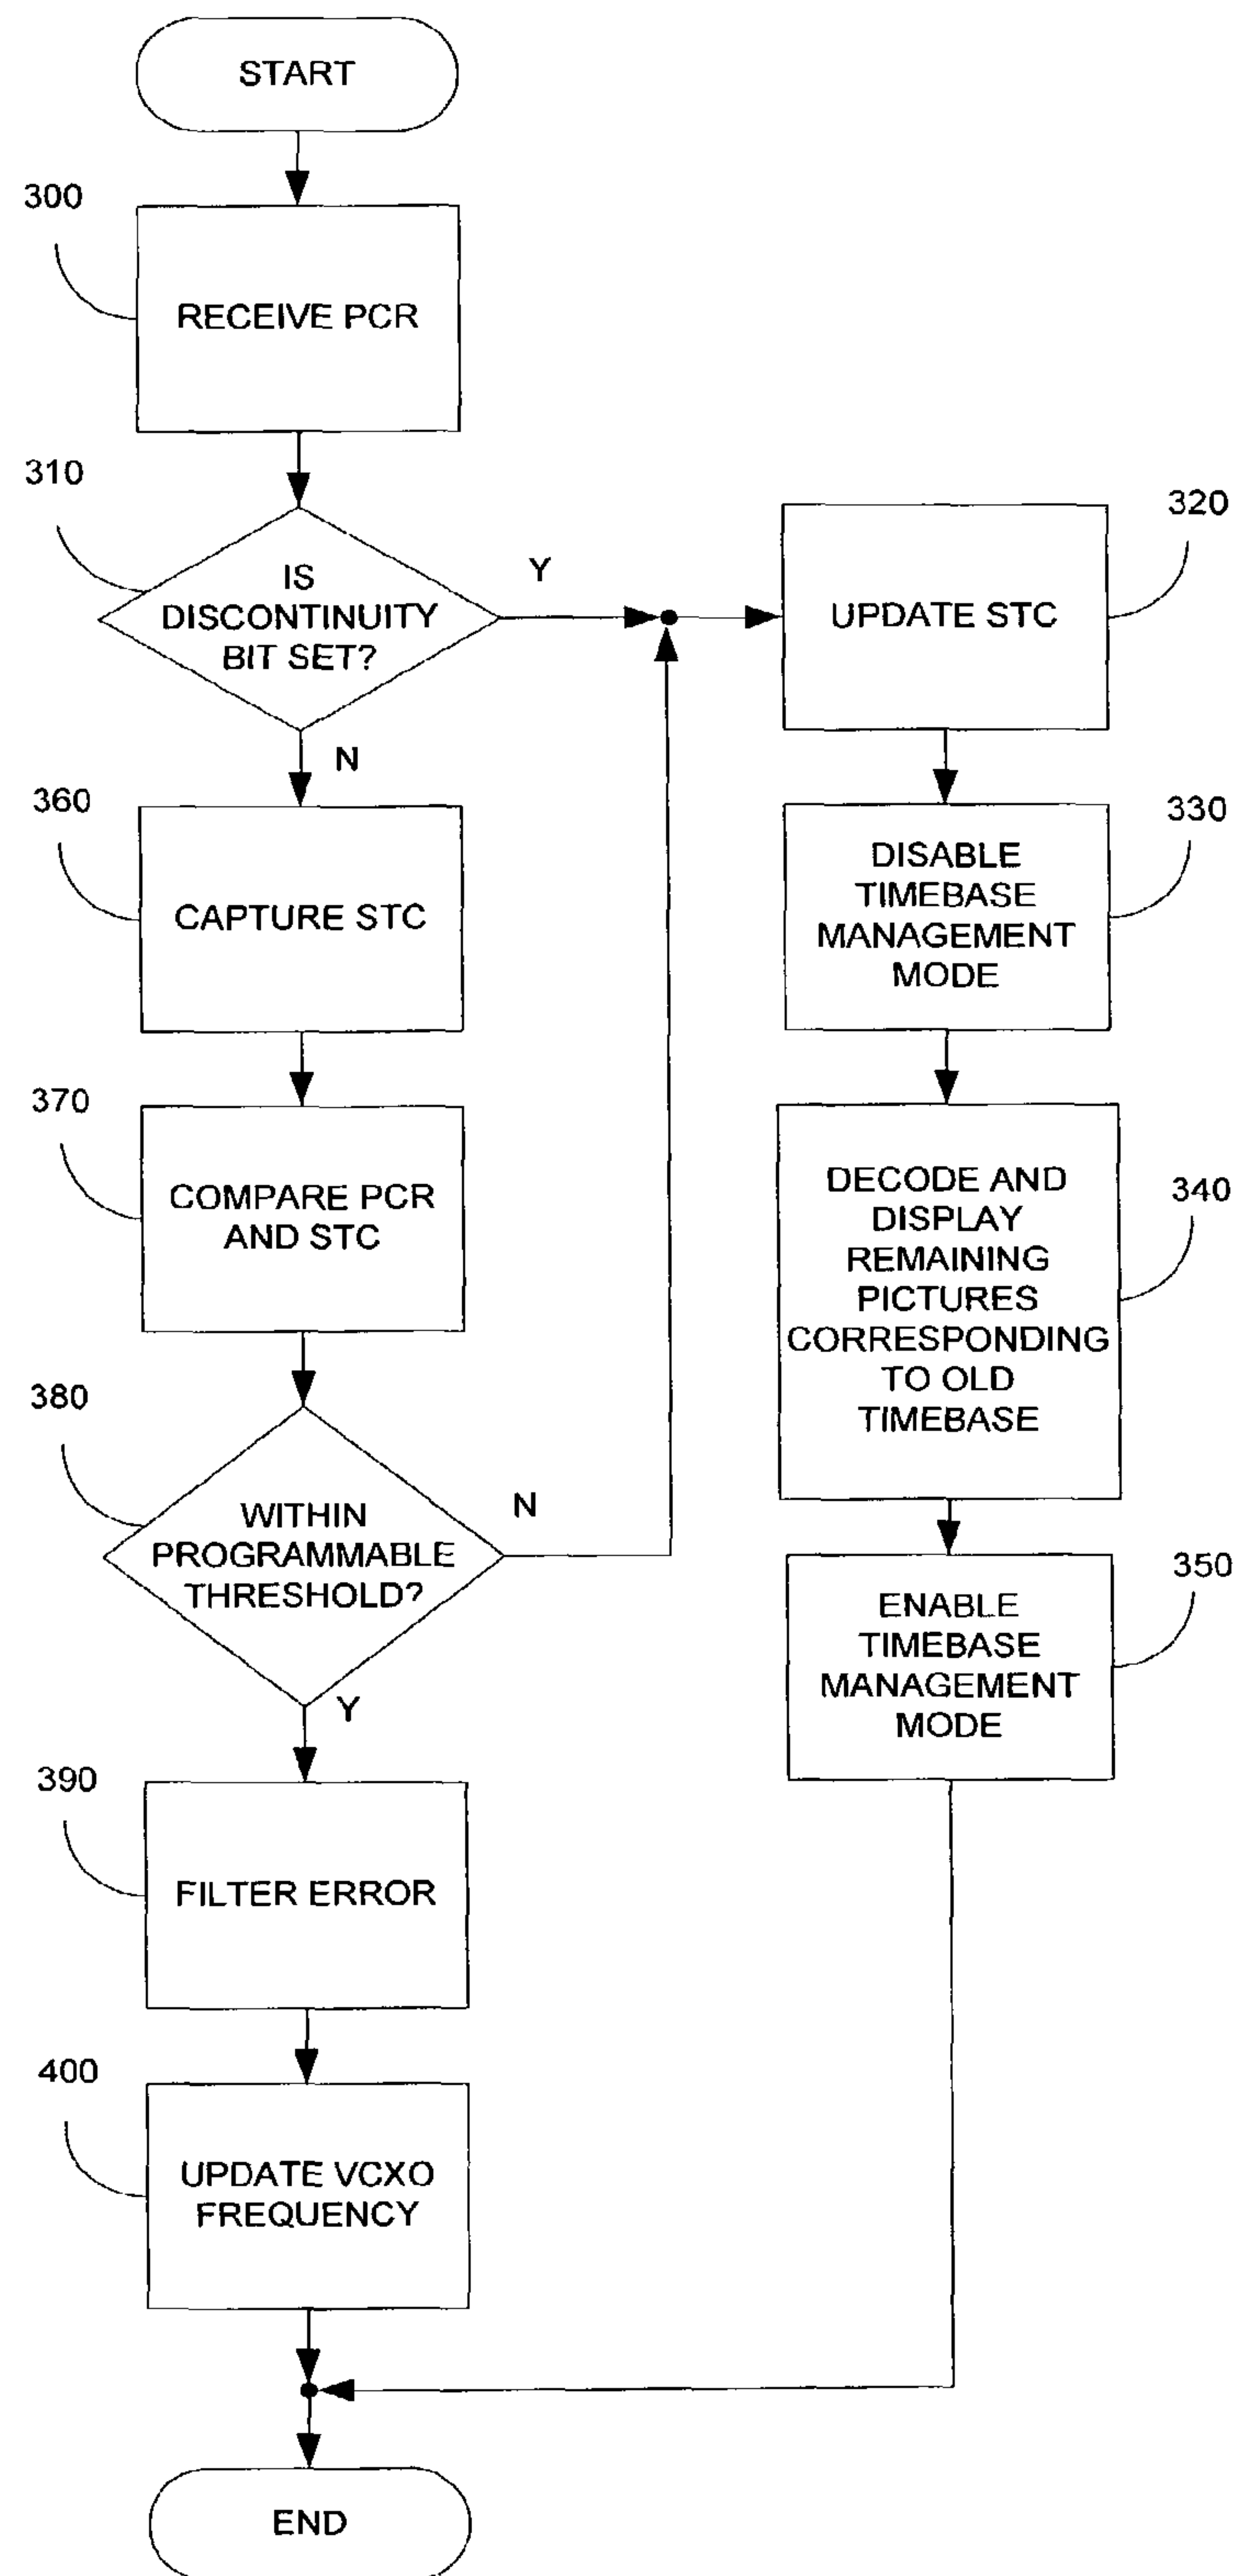 START
300
RECEIVE PCR
310
IS
DISCONTINUITY
BIT SET?
Y
N
320
UPDATE STC
330
DISABLE
TIMEBASE
MANAGEMENT
MODE
340
DECODE AND
DISPLAY
REMAINING
PICTURES
CORRESPONDING
TO OLD
TIMEBASE
350
ENABLE
TIMEBASE
MANAGEMENT
MODE
360
CAPTURE STC
370
COMPARE PCR
AND STC
380
WITHIN
PROGRAMMABLE
THRESHOLD?
N
Y
390
FILTER ERROR
400
UPDATE VCXO
FREQUENCY
END